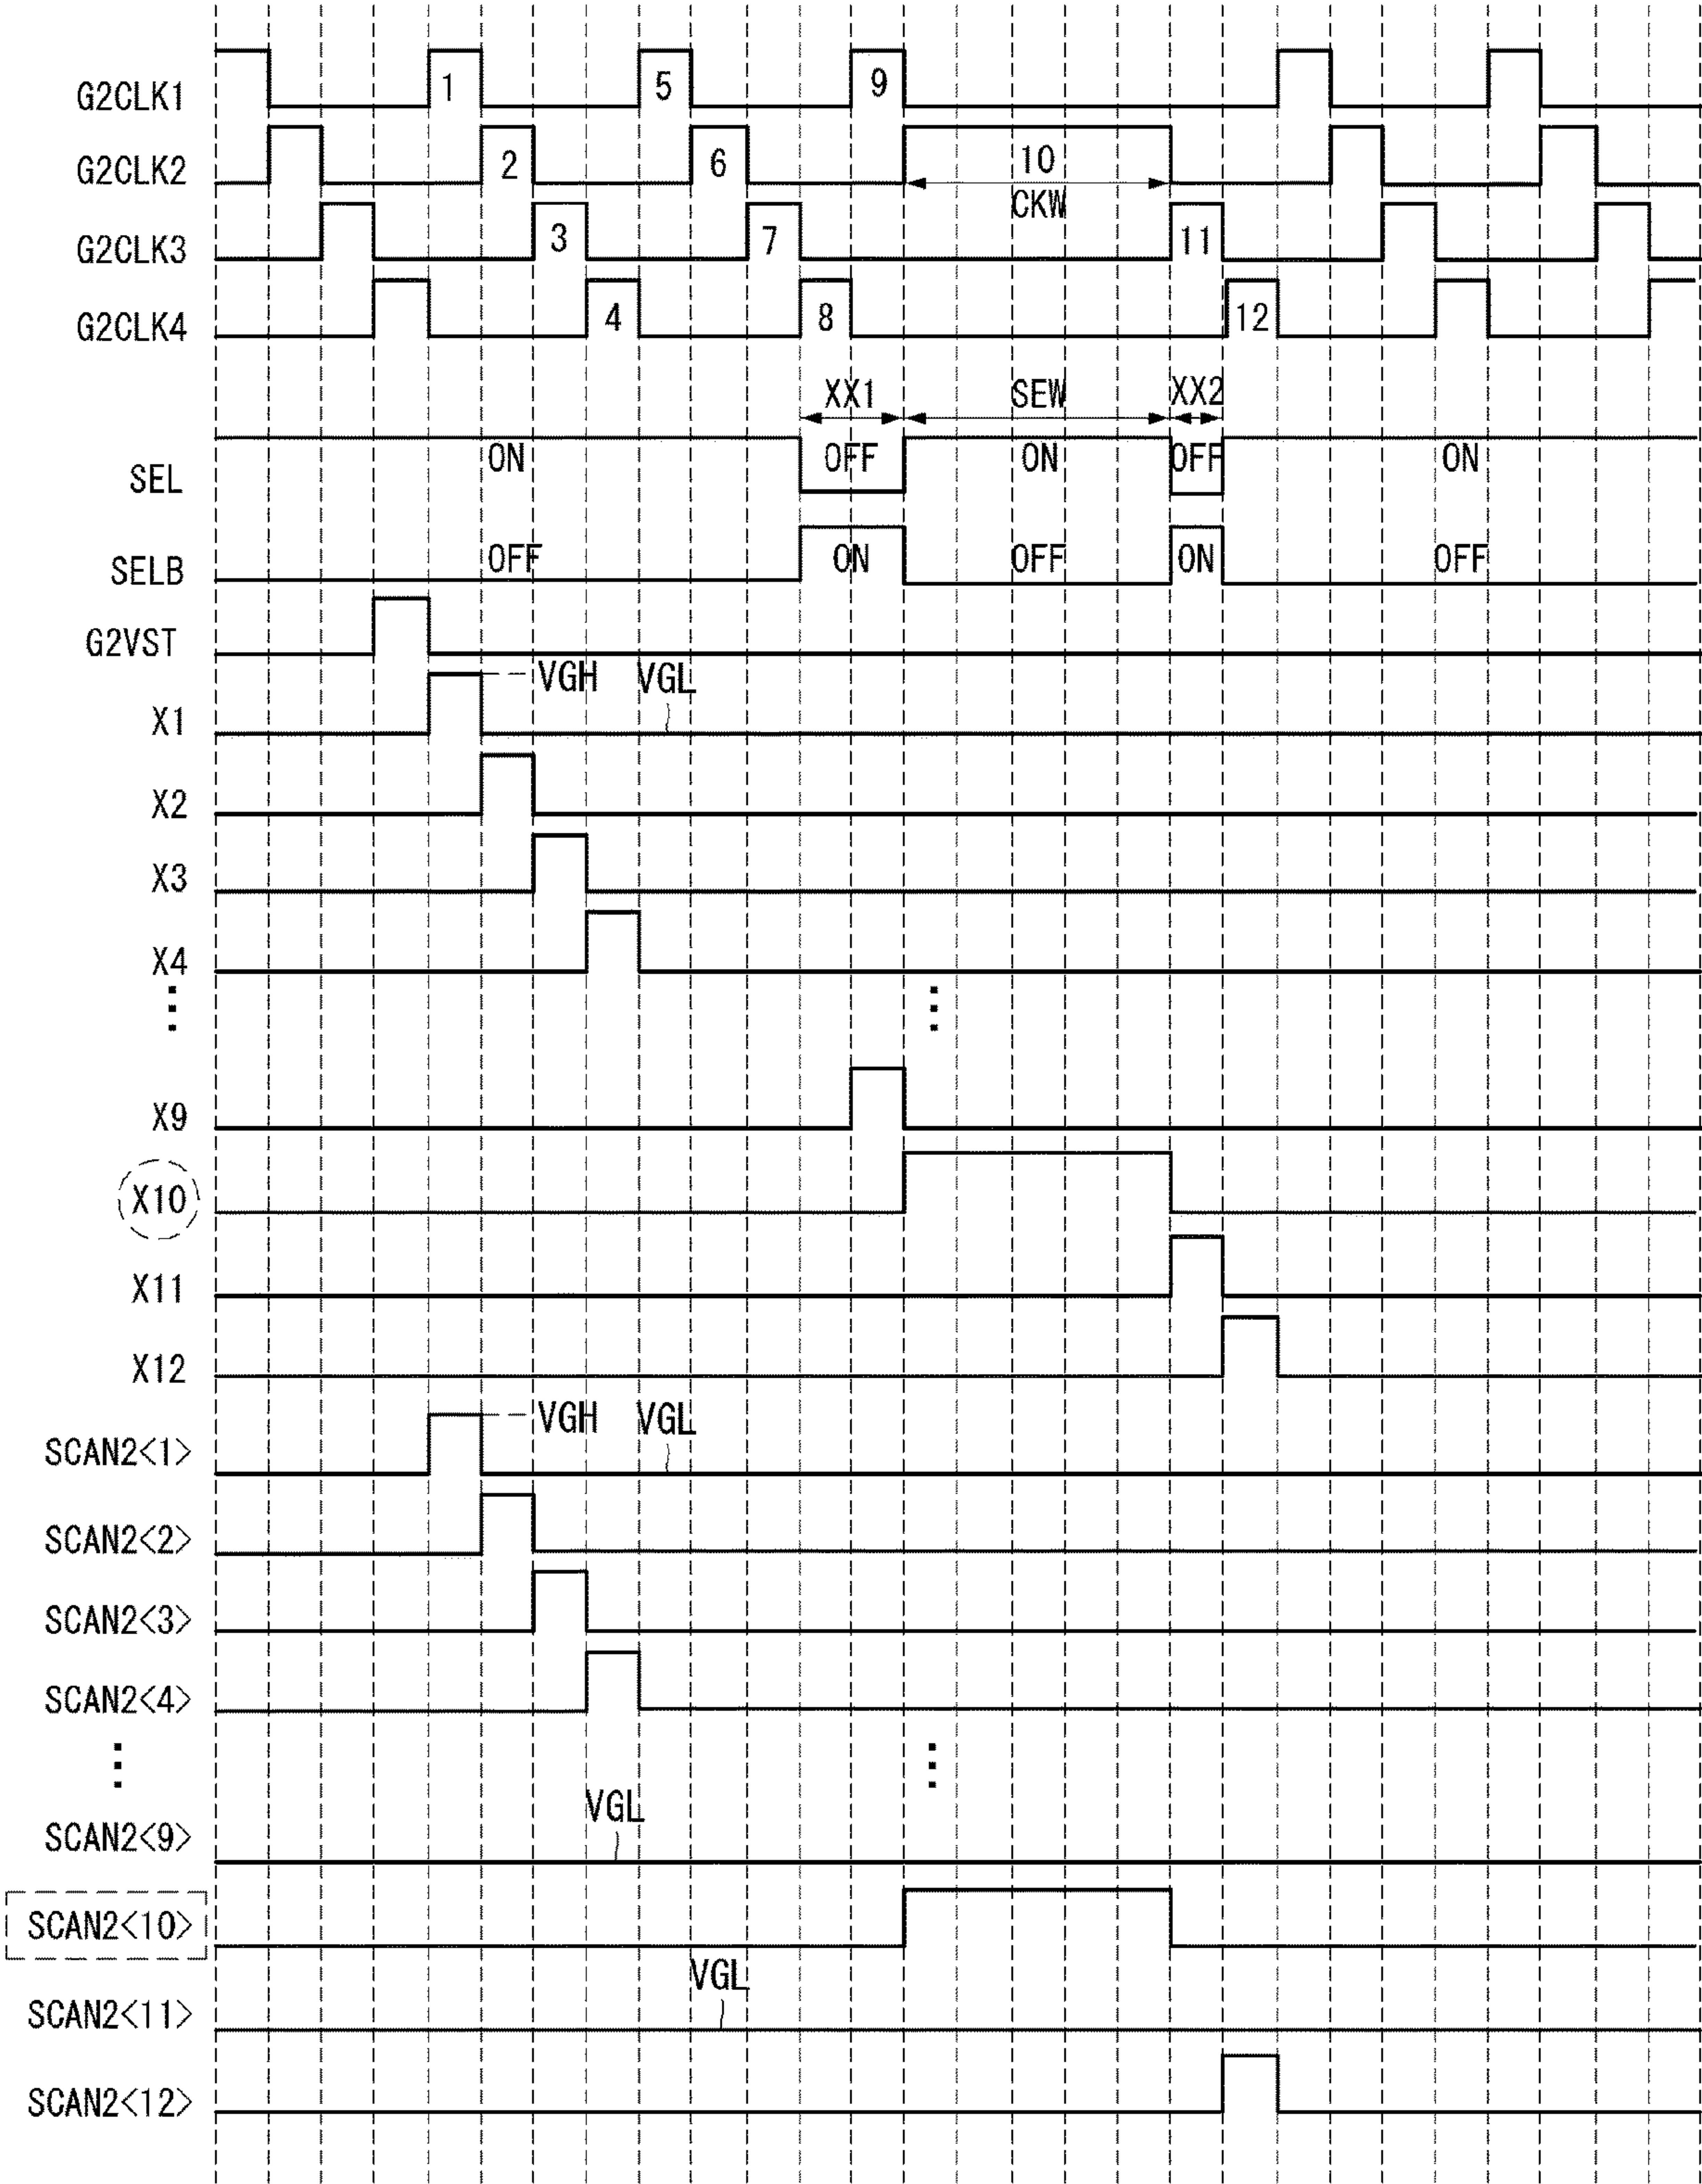 G2CLK1 1 5 9
G2CLK2 2 6 10
CKW
G2CLK3 3 7 11
G2CLK4 4 8 12
XX1 SEW XX2
SEL ON OFF ON OFF ON
SELB OFF ON OFF ON OFF
G2VST
VGH VGL
X1
X2
X3
X4
X9
X10
X11
X12
VGH VGL
SCAN2<1>
SCAN2<2>
SCAN2<3>
SCAN2<4>
VGL
SCAN2<9>
SCAN2<10>
VGL
SCAN2<11>
SCAN2<12>